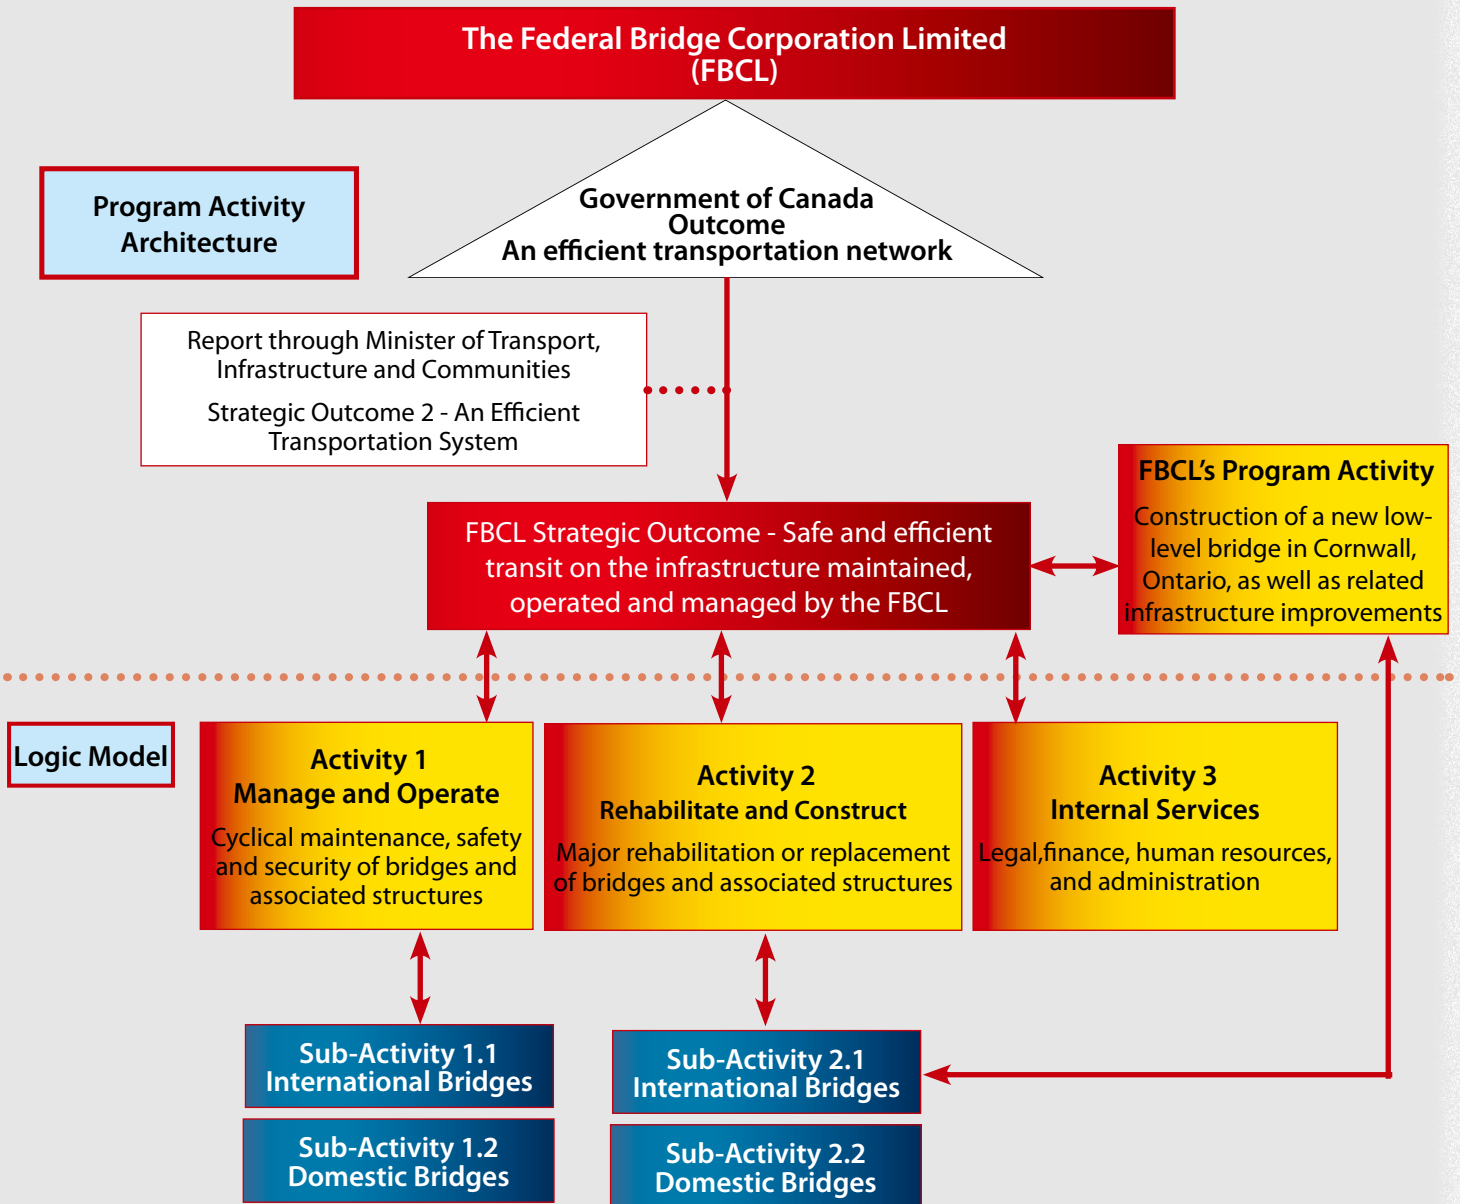 The Federal Bridge Corporation Limited
(FBCL)
Government of Canada
Outcome
An efficient transportation network
Program Activity
Architecture
Report through Minister of Transport,
Infrastructure and Communities
Strategic Outcome 2 - An Efficient
Transportation System
FBCL's Program Activity
Construction of a new low-
level bridge in Cornwall,
Ontario, as well as related
infrastructure improvements
FBCL Strategic Outcome - Safe and efficient
transit on the infrastructure maintained,
operated and managed by the FBCL
Logic Model
Activity 1
Manage and Operate
Cyclical maintenance, safety
and security of bridges and
associated structures
Activity 2
Rehabilitate and Construct
Major rehabilitation or replacement
of bridges and associated structures
Activity 3
Internal Services
Legal,finance, human resources,
and administration
Sub-Activity 1.1
International Bridges
Sub-Activity 2.1
International Bridges
Sub-Activity 1.2
Domestic Bridges
Sub-Activity 2.2
Domestic Bridges